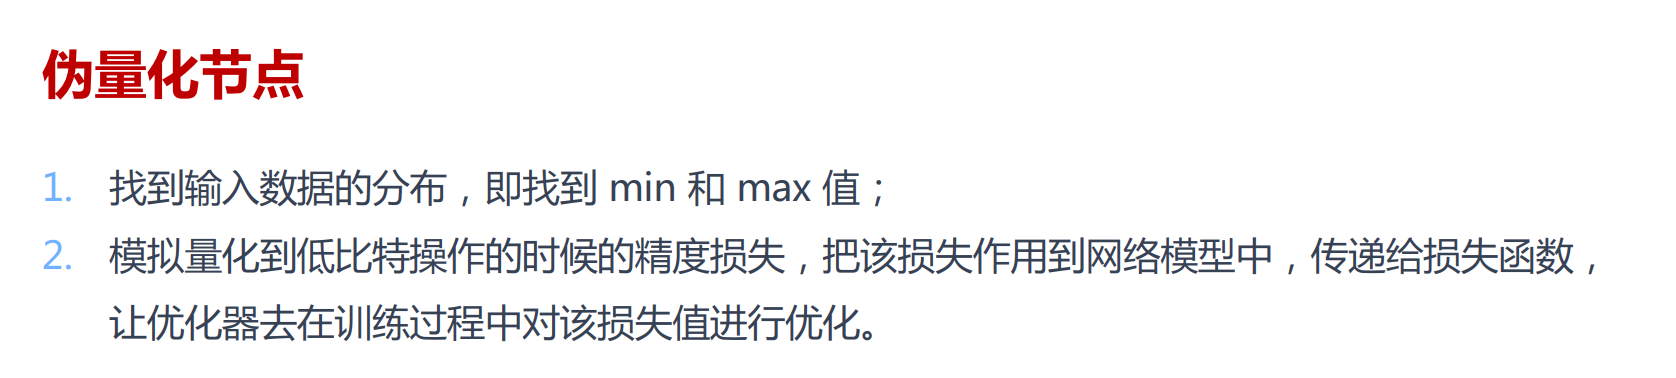 伪量化节点
1. 找到输入数据的分布，即找到 min 和 max 值；
2. 模拟量化到低比特操作的时候的精度损失，把该损失作用到网络模型中，传递给损失函数，
让优化器去在训练过程中对该损失值进行优化。